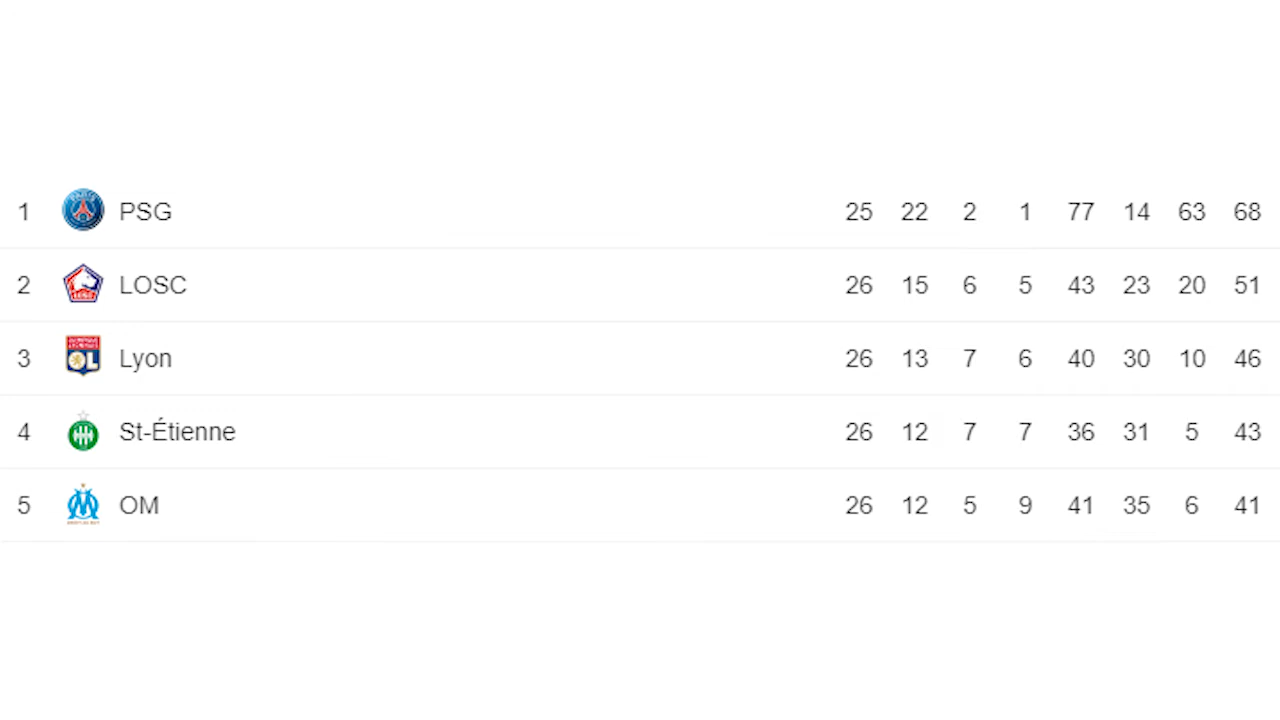 1 PSG 25 22 2 1 77 14 63 68
2 LOSC 26 15 6 5 43 23 20 51
3 Lyon 26 13 7 6 40 30 10 46
4 St-Étienne 26 12 7 7 36 31 5 43
5 OM 26 12 5 9 41 35 6 41